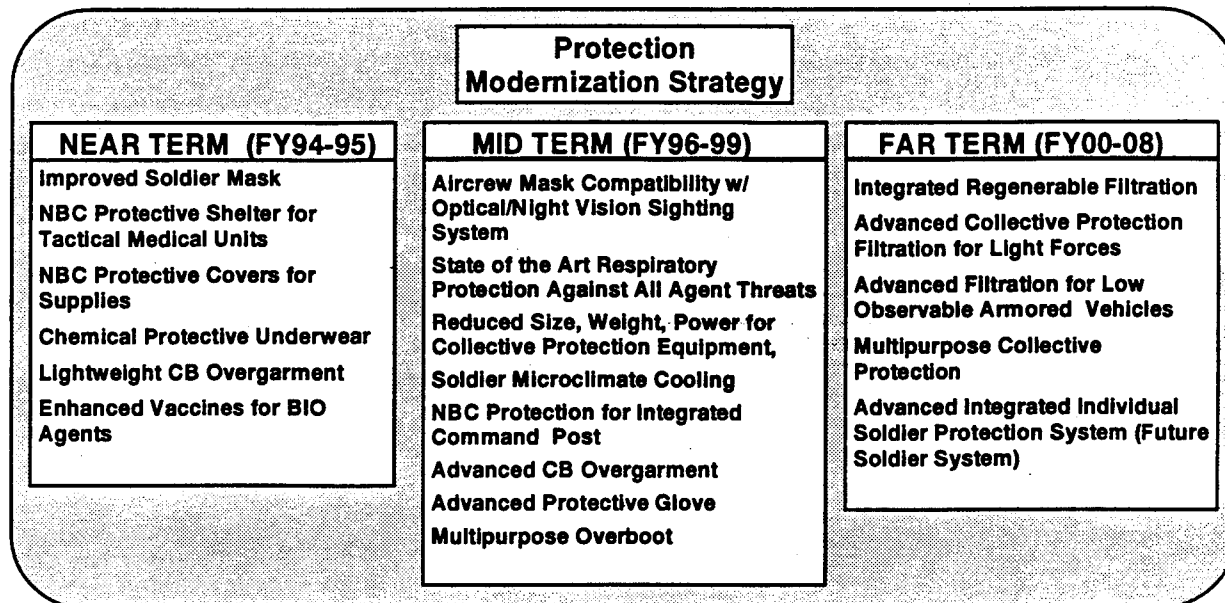 Protection
Modernization Strategy
NEAR TERM (FY94-95)
Improved Soldier Mask
NBC Protective Shelter for
Tactical Medical Units
NBC Protective Covers for
Supplies
Chemical Protective Underwear
Lightweight CB Overgarment
Enhanced Vaccines for BIO
Agents
MID TERM (FY96-99)
Aircrew Mask Compatibility w/
Optical/Night Vision Sighting
System
State of the Art Respiratory
Protection Against All Agent Threats
Reduced Size, Weight, Power for
Collective Protection Equipment,
Soldier Microclimate Cooling
NBC Protection for Integrated
Command Post
Advanced CB Overgarment
Advanced Protective Glove
Multipurpose Overboot
FAR TERM (FY00-08)
Integrated Regenerable Filtration
Advanced Collective Protection
Filtration for Light Forces
Advanced Filtration for Low
Observable Armored Vehicles
Multipurpose Collective
Protection
Advanced Integrated Individual
Soldier Protection System (Future
Soldier System)